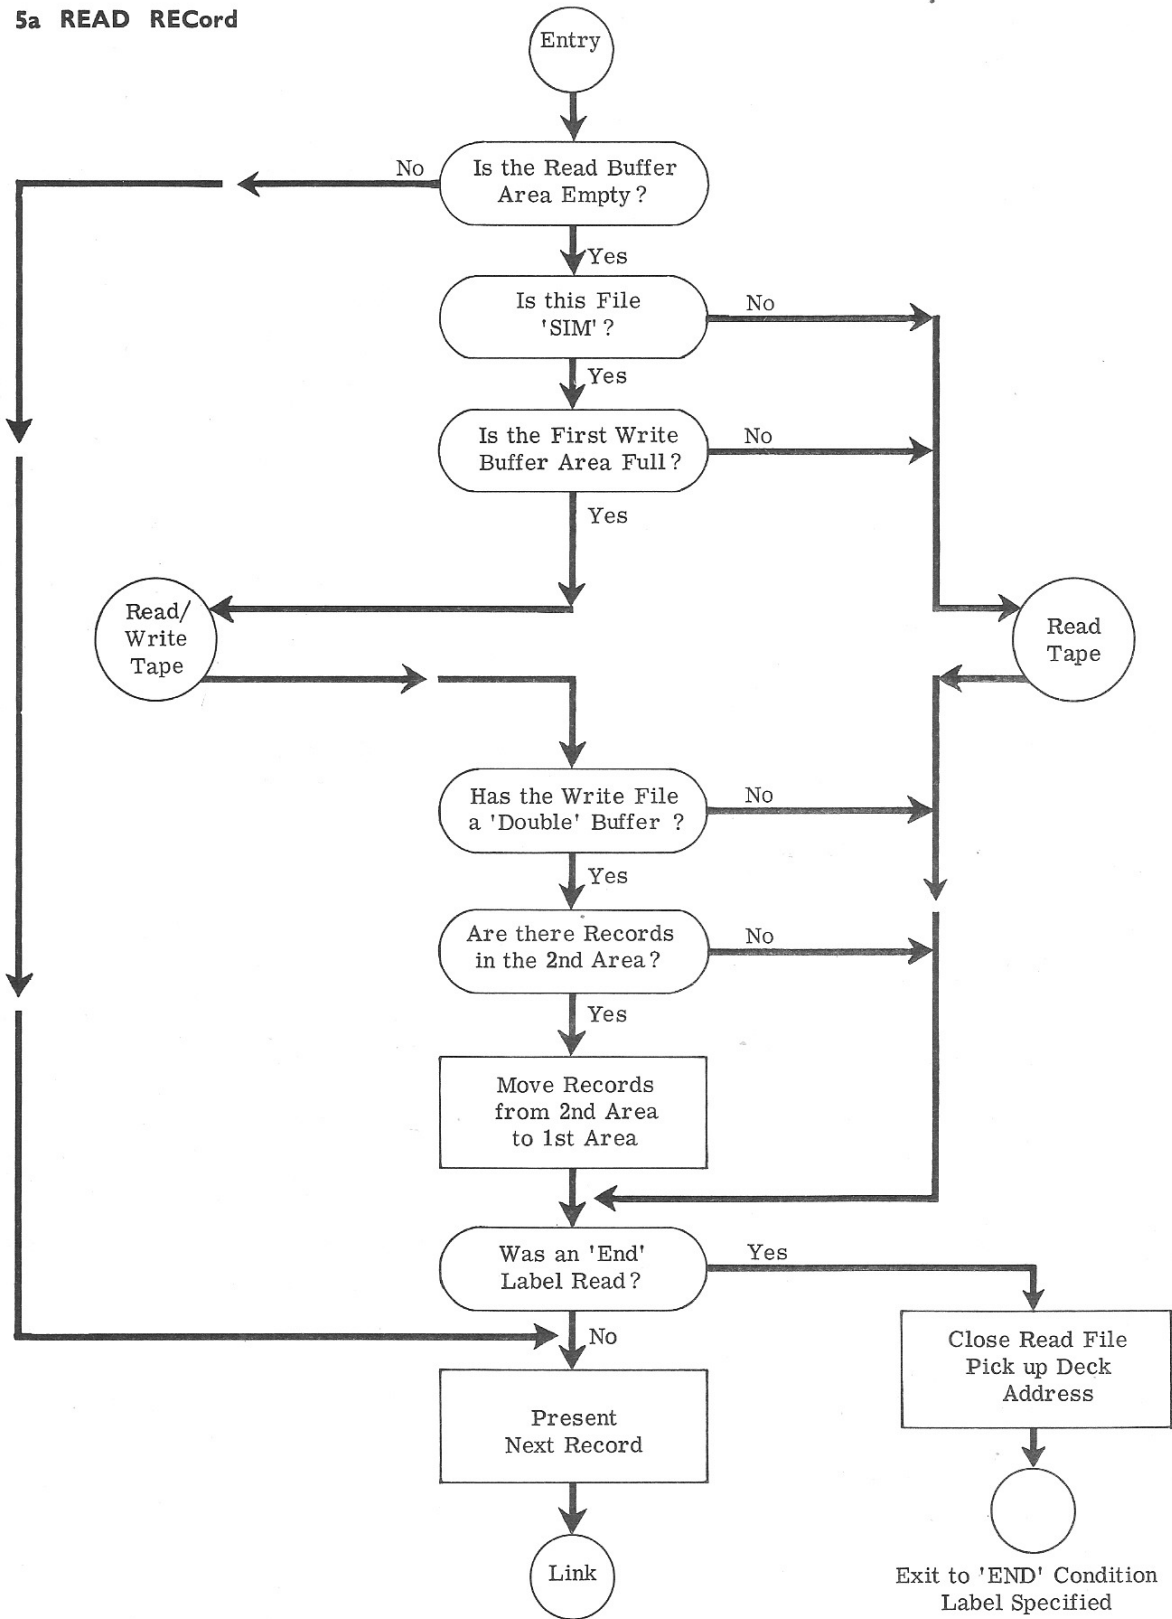 5a READ RECord
Entry
Is the Read Buffer
Area Empty?
No
Yes
Is this File
'SIM'?
No
Yes
Is the First Write
Buffer Area Full?
No
Yes
Read/
Write
Tape
Read
Tape
Has the Write File
a 'Double' Buffer ?
No
Yes
Are there Records
in the 2nd Area?
No
Yes
Move Records
from 2nd Area
to 1st Area
Was an 'End'
Label Read?
Yes
No
Close Read File
Pick up Deck
Address
Present
Next Record
Link
Exit to 'END' Condition
Label Specified